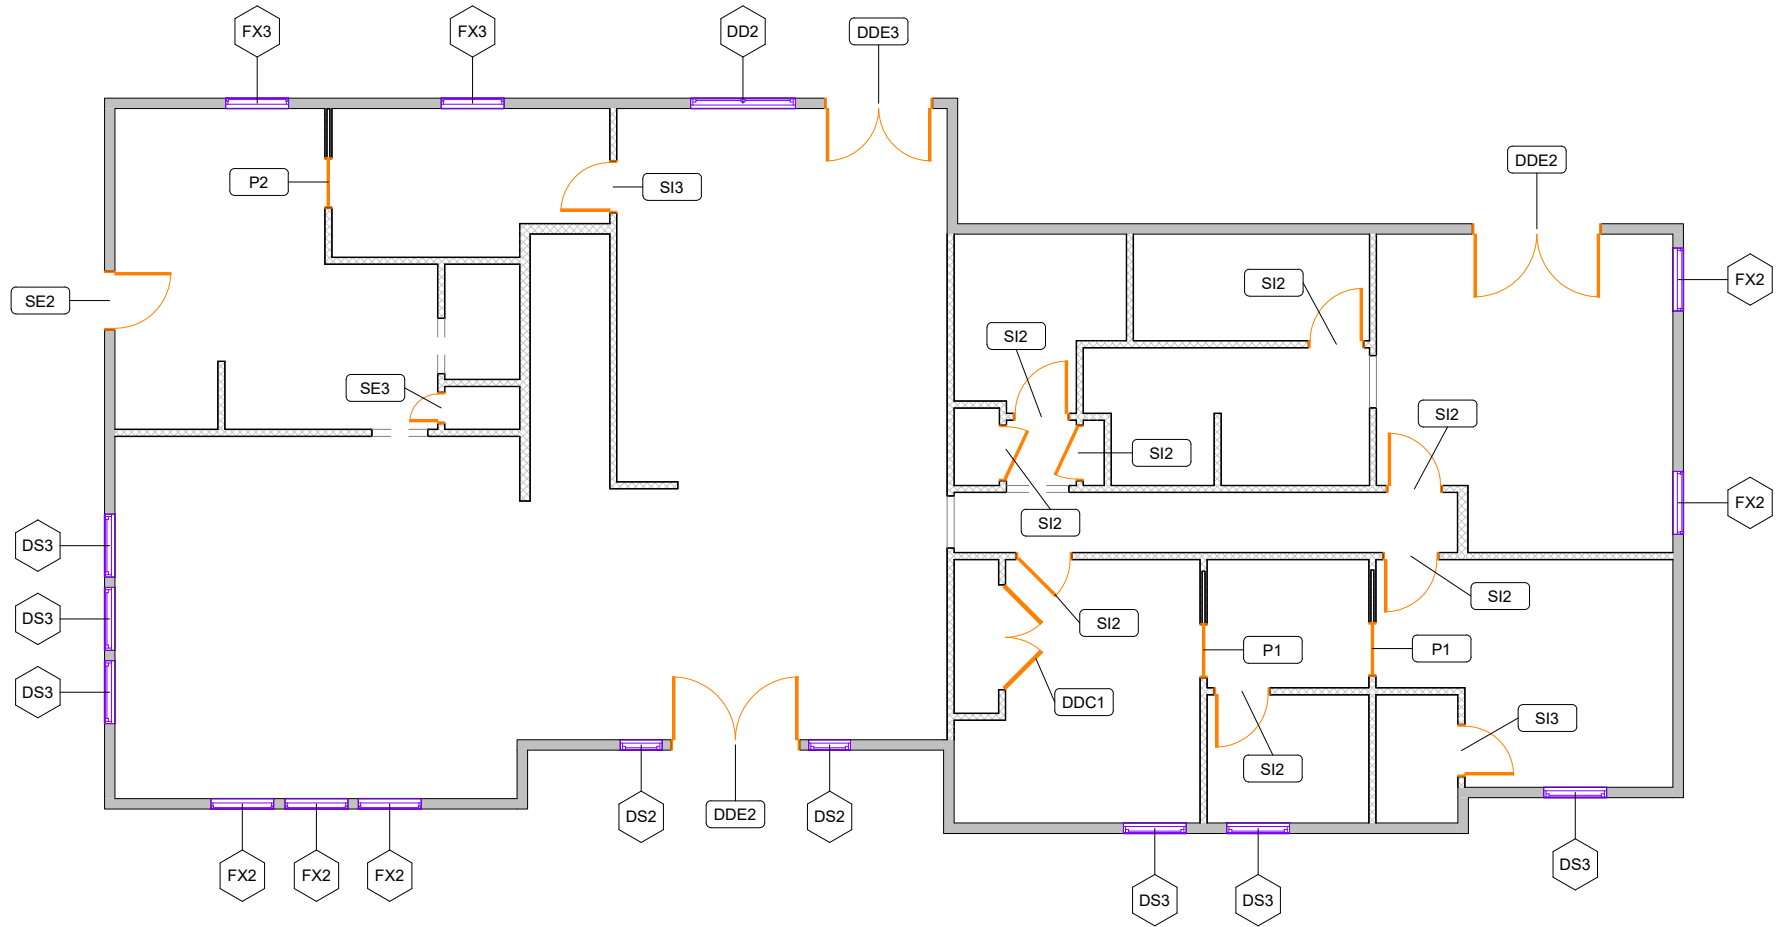 FX3
FX3
DD2
DDE3
DDE2
P2
SI3
FX2
SI2
SE2
SI2
SE3
SI2
SI2
FX2
SI2
DS3
SI2
DS3
SI2
P1
P1
DS3
DDC1
SI3
SI2
DDE2
DS2
DS2
DS3
FX2
FX2
FX2
DS3
DS3